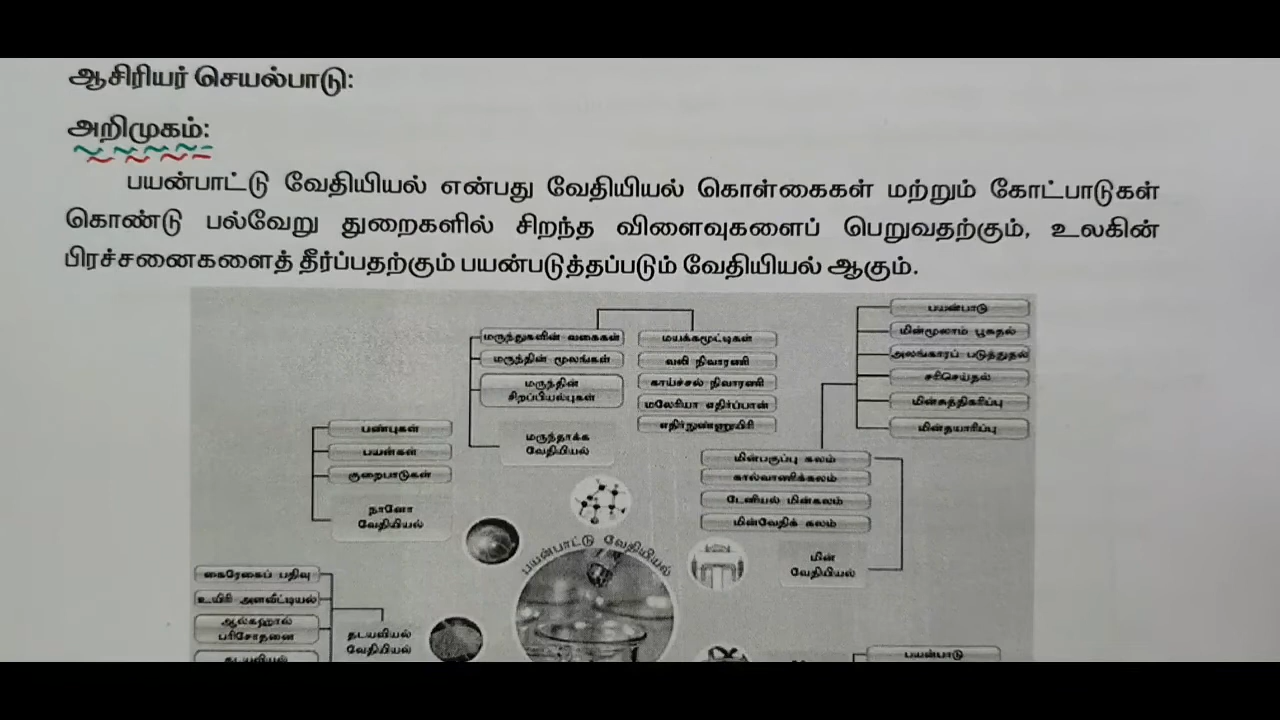 ஆசிரியர் செயல்பாடு:
அறிமுகம்:
பயன்பாட்டு வேதியியல் என்பது வேதியியல் கொள்கைகள் மற்றும் கோட்பாடுகள்
கொண்டு பல்வேறு துறைகளில் சிறந்த விளைவுகளைப் பெறுவதற்கும், உலகின்
பிரச்சனைகளைத் தீர்ப்பதற்கும் பயன்படுத்தப்படும் வேதியியல் ஆகும்.
மருந்துகளின் வகைகள்
மருந்தின் மூலங்கள்
மருந்தின்
சிறப்பியல்புகள்
மருந்தாக்க
வேதியியல்
மயக்கமூட்டிகள்
வலி நிவாரணி
காய்ச்சல் நிவாரணி
மலேரியா எதிர்ப்பான்
எதிர்நுண்ணுயிரி
பயன்பாடு
மின்மூலாம் பூசுதல்
அலங்காரப் படுத்துதல்
சரிசெய்தல்
மின்சுத்திகரிப்பு
மின்தயாரிப்பு
பண்புகள்
பயன்கள்
குறைபாடுகள்
நானோ
வேதியியல்
மின்பகுப்பு கலம்
கால்வானிக்கலம்
டேனியல் மின்கலம்
மின்வேதிக் கலம்
மின்
வேதியியல்
பயன்பாட்டு வேதியியல்
கைரேகைப் பதிவு
உயிரி அளவீட்டியல்
ஆல்கஹால்
பரிசோதனை
தடயவியல்
தடயவியல்
வேதியியல்
பயன்பாடு